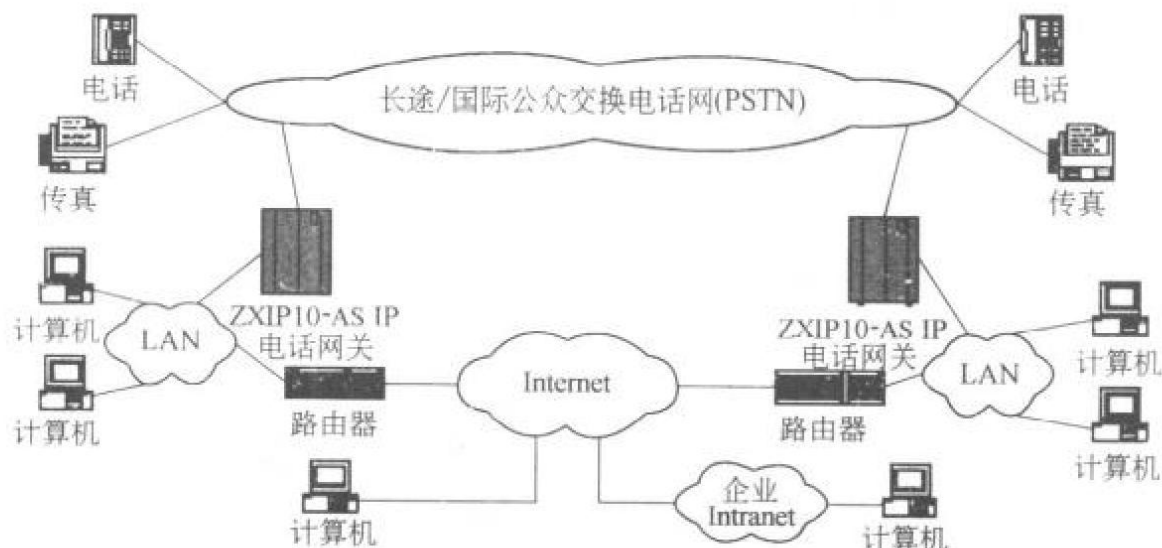 电话
电话
长途/国际公众交换电话网(PSTN)
传真
传真
计算机
LAN
ZXIP10-AS IP
电话网关
ZXIP10-AS IP
电话网关
LAN
计算机
计算机
路由器
Internet
路由器
计算机
计算机
企业
Intranet
计算机